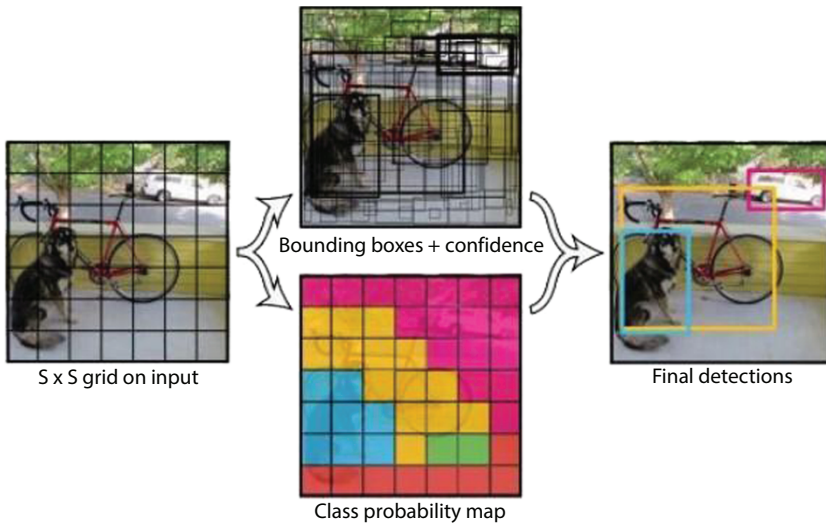 Bounding boxes + confidence
S x S grid on input
Final detections
Class probability map